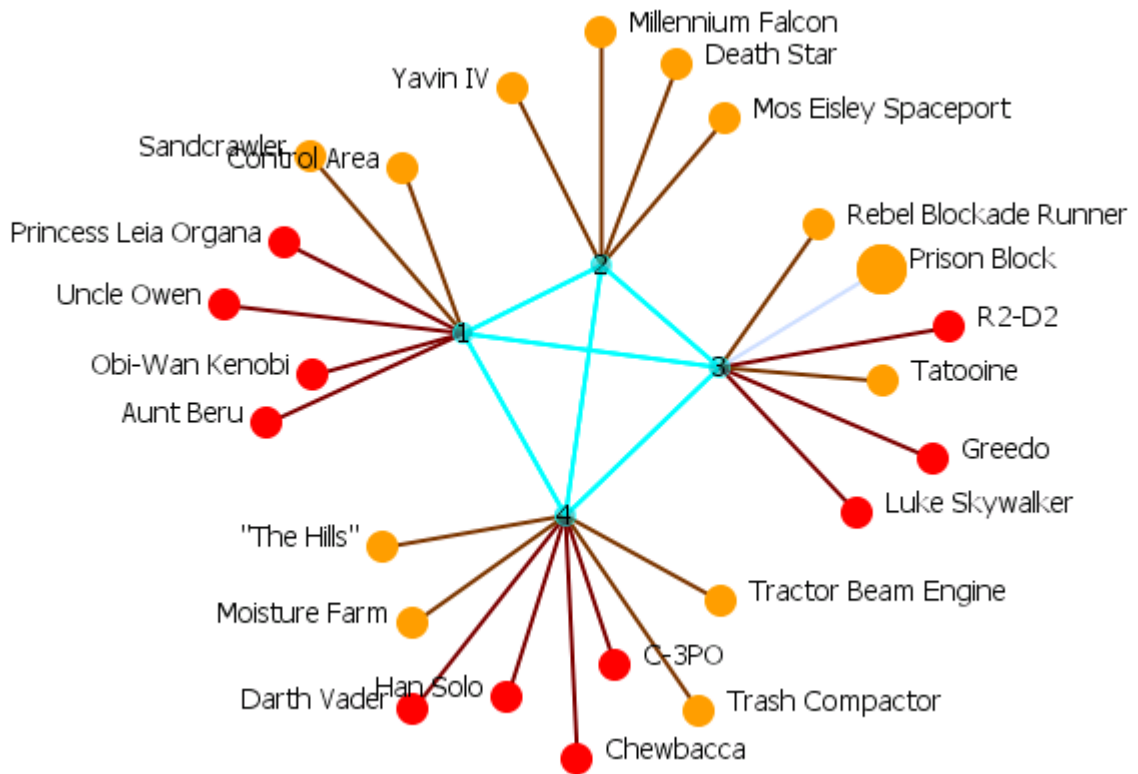 Millennium Falcon
Death Star
Yavin IV
Mos Eisley Spaceport
Sandcrawler
Control Area
Princess Leia Organa
Rebel Blockade Runner
Prison Block
2
Uncle Owen
R2-D2
1
Obi-Wan Kenobi
3
Tatooine
Aunt Beru
Greedo
Luke Skywalker
4
"The Hills"
Tractor Beam Engine
Moisture Farm
C-3PO
Han Solo
Darth Vader
Trash Compactor
Chewbacca